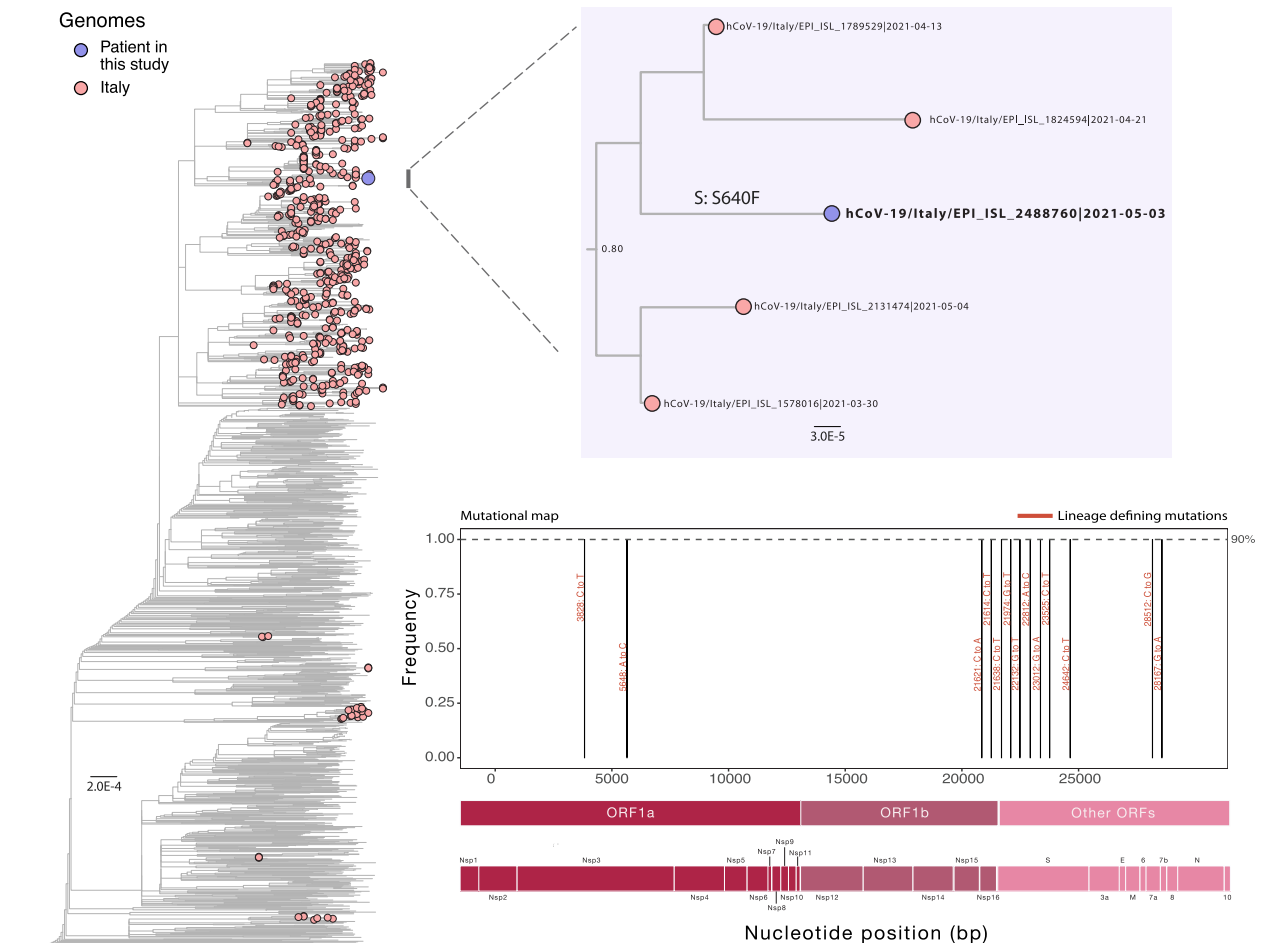 Genomes
Patient in
this study
Italy
hCoV-19/Italy/EPI_ISL_1789529|2021-04-13
hCoV-19/Italy/EPI_ISL_1824594|2021-04-21
S: S640F
hCoV-19/Italy/EPI_ISL_2488760|2021-05-03
0.80
hCoV-19/Italy/EPI_ISL_2131474|2021-05-04
hCoV-19/Italy/EPI_ISL_1578016|2021-03-30
3.0E-5
2.0E-4
Mutational map
Lineage defining mutations
1.00
90%
0.75
0.50
0.25
0.00
Frequency
3828: C to T
5648: A to C
21621: C to A
21614: C to T
21638: C to T
21974: G to T
22132: G to T
22812: A to C
23012: G to A
23525: C to T
24642: C to T
28512: C to G
28167: G to A
0
5000
10000
15000
20000
25000
ORF1a
ORF1b
Other ORFs
Nsp1
Nsp3
Nsp5
Nsp7
Nsp9
Nsp11
Nsp13
Nsp15
S
E
6
7b
N
Nsp2
Nsp4
Nsp6
Nsp8
Nsp10
Nsp12
Nsp14
Nsp16
3a
M
7a
8
10
Nucleotide position (bp)